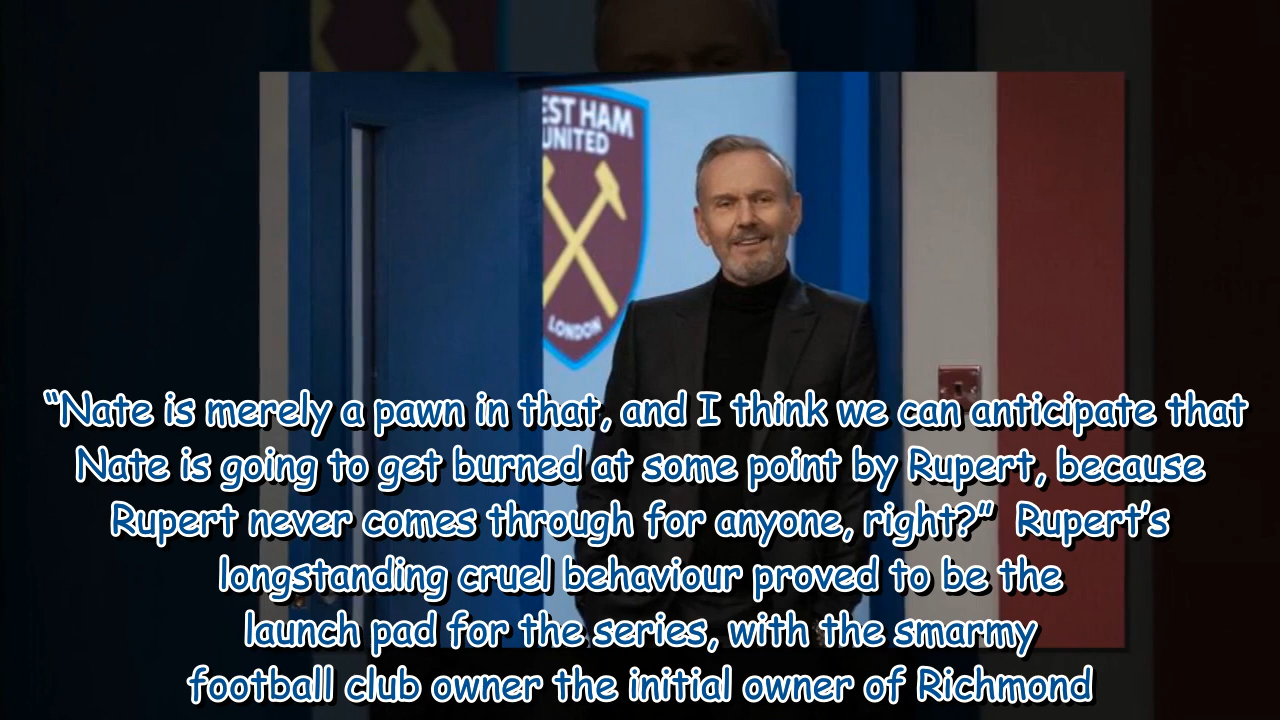 EST HAM
UNITED
LONDON
“Nate is merely a pawn in that, and I think we can anticipate that
Nate is going to get burned at some point by Rupert, because
Rupert never comes through for anyone, right?” Rupert’s
longstanding cruel behaviour proved to be the
launch pad for the series, with the smarmy
football club owner the initial owner of Richmond